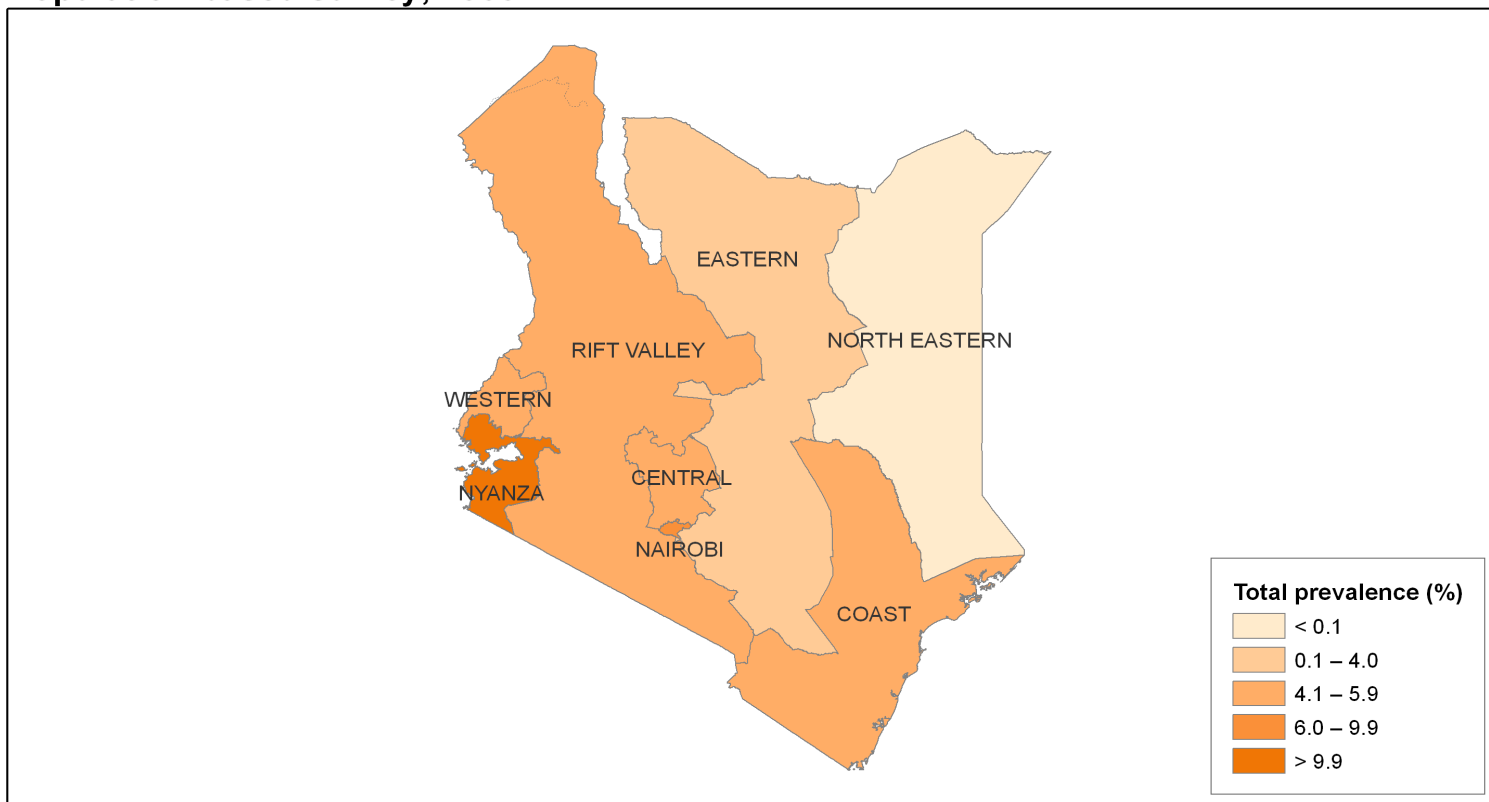 EASTERN
NORTH EASTERN
RIFT VALLEY
WESTERN
CENTRAL
NYANZA
NAIROBI
COAST
Total prevalence (%)
< 0.1
0.1 – 4.0
4.1 – 5.9
6.0 – 9.9
> 9.9